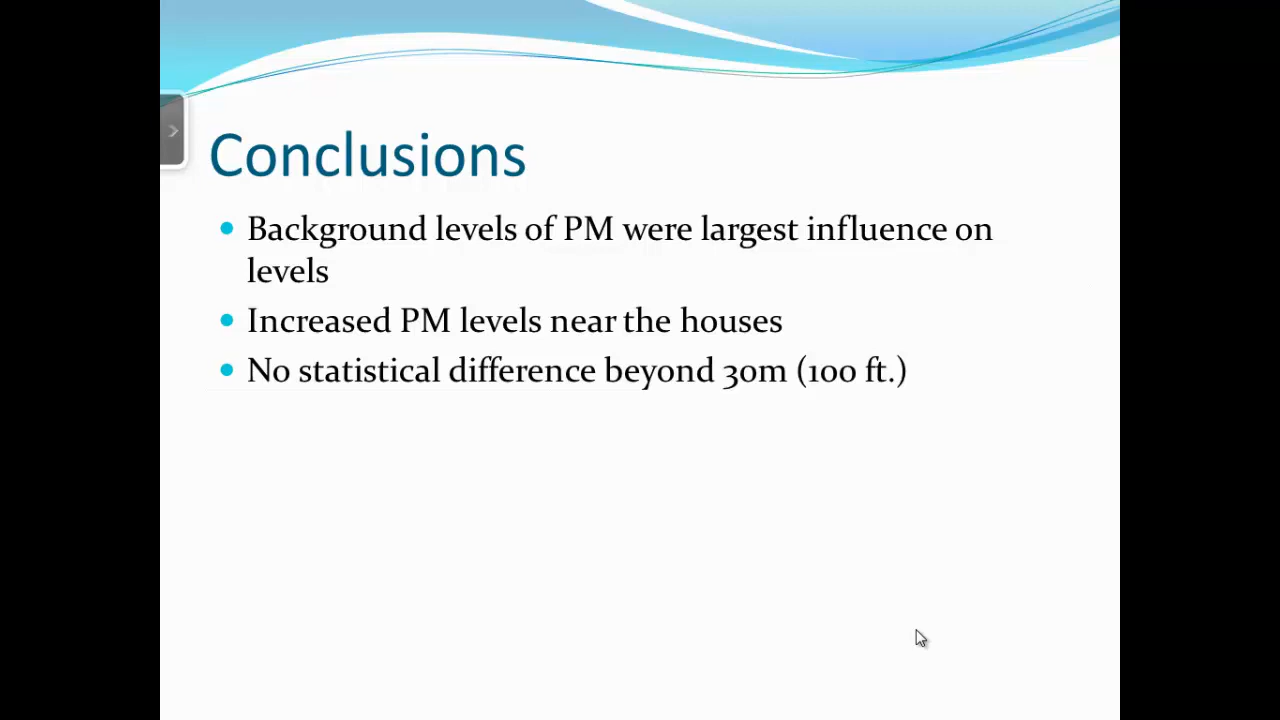 Conclusions
• Background levels of PM were largest influence on
levels
• Increased PM levels near the houses
• No statistical difference beyond 30m (100 ft.)